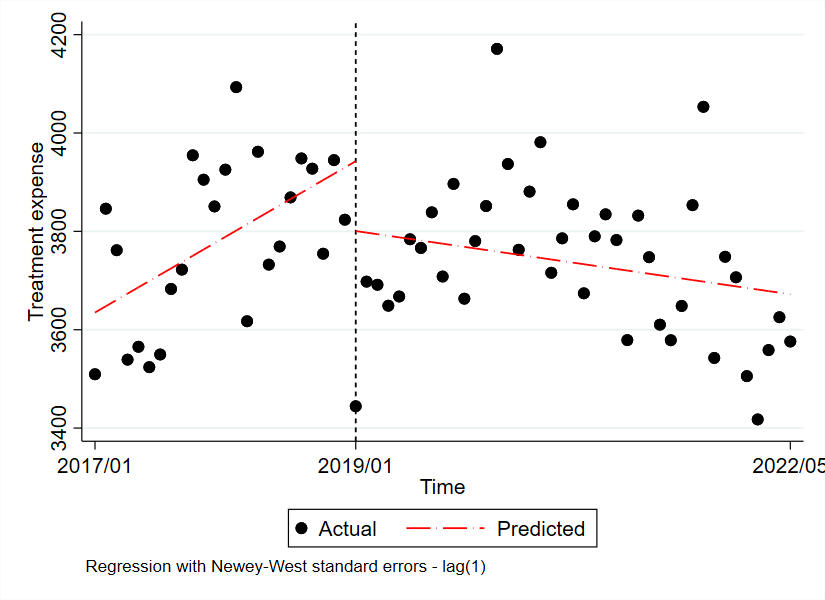 4200
4000
3800
3600
3400
Treatment expense
2017/01
2019/01
2022/05
Time
Actual
Predicted
Regression with Newey-West standard errors - lag(1)